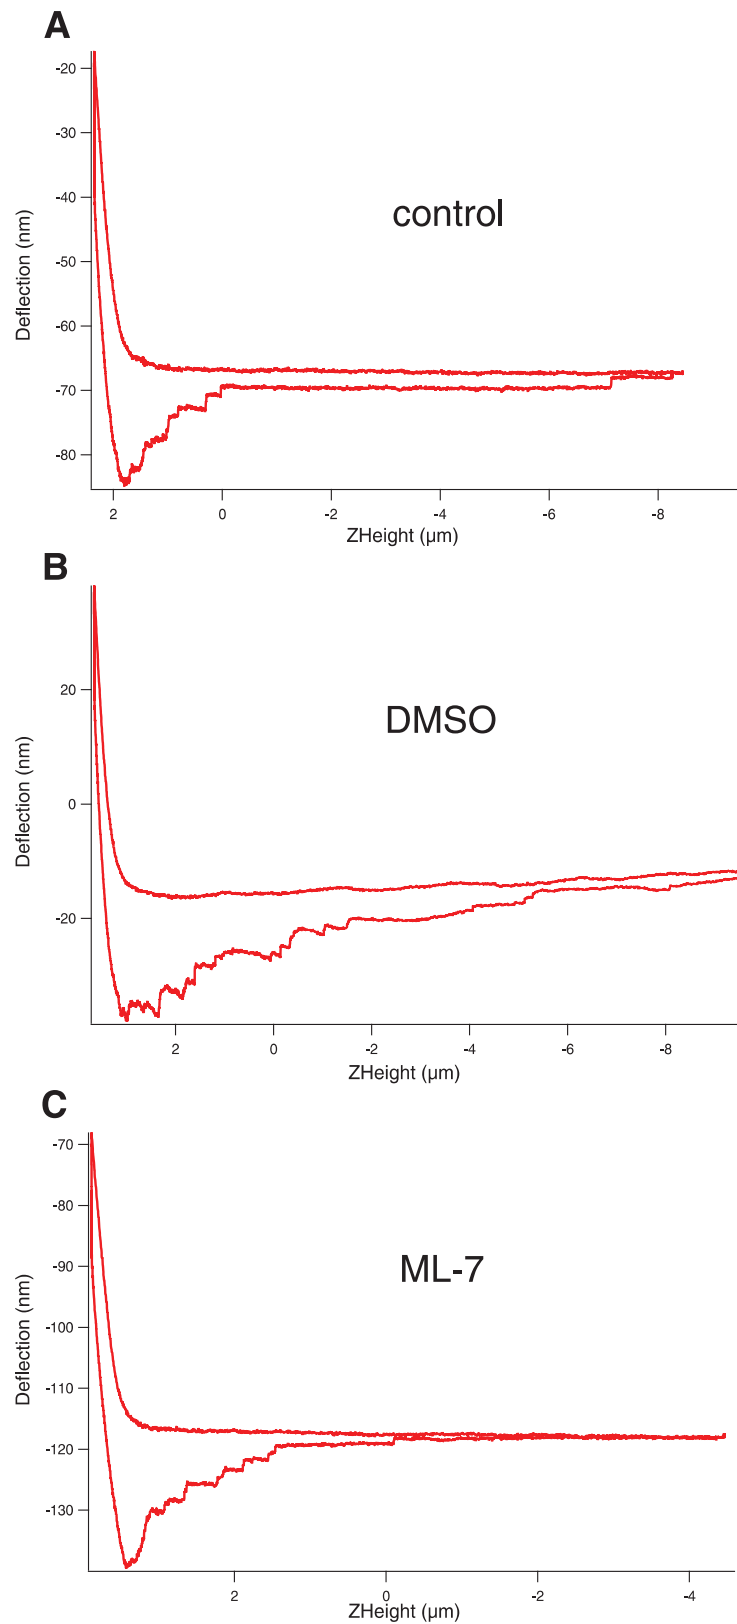 A
-20
-30
-40
-50
-60
-70
-80
Deflection (nm)
control
2 0 -2 -4 -6 -8
ZHeight (µm)
B
20
0
-20
Deflection (nm)
DMSO
2 0 -2 -4 -6 -8
ZHeight (µm)
C
-70
-80
-90
-100
-110
-120
-130
Deflection (nm)
ML-7
2 0 -2 -4
ZHeight (µm)